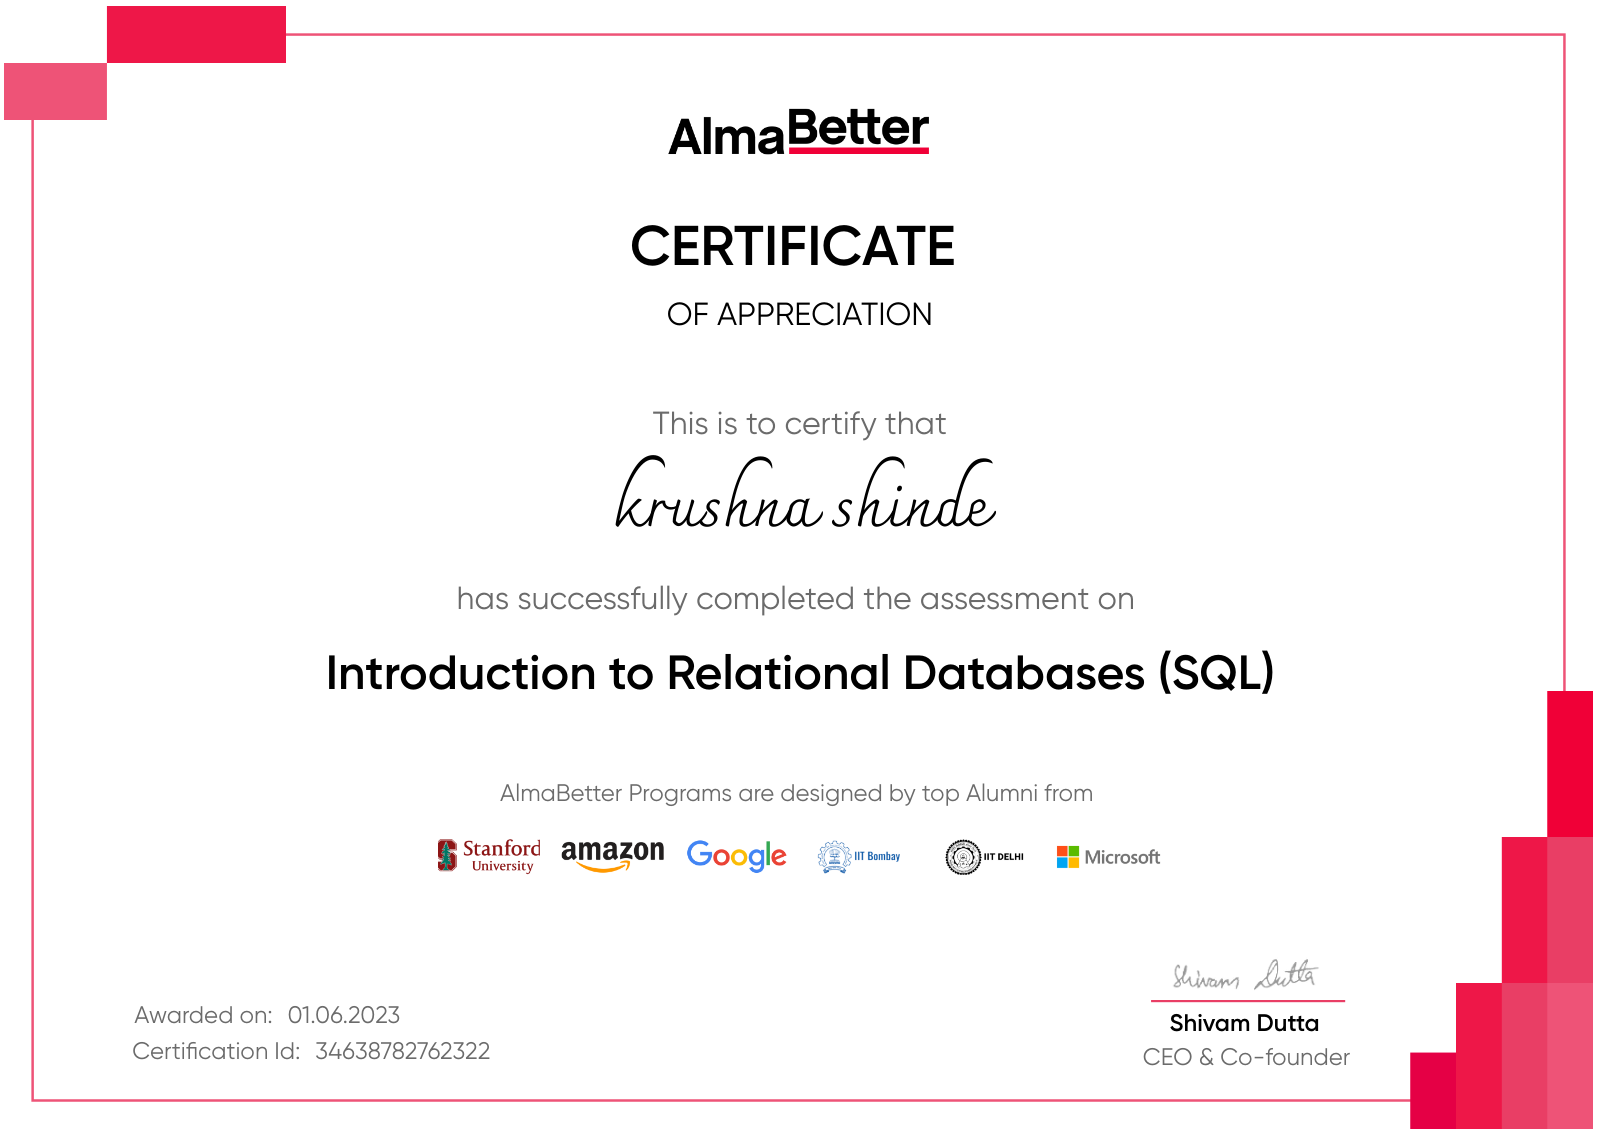 AlmaBetter
CERTIFICATE
OF APPRECIATION
This is to certify that
krushna shinde
has successfully completed the assessment on
Introduction to Relational Databases (SQL)
AlmaBetter Programs are designed by top Alumni from
Stanford University amazon Google IIT Bombay IIT DELHI Microsoft
Shivam Dutta
Awarded on: 01.06.2023
Shivam Dutta
Certification Id: 34638782762322
CEO & Co-founder